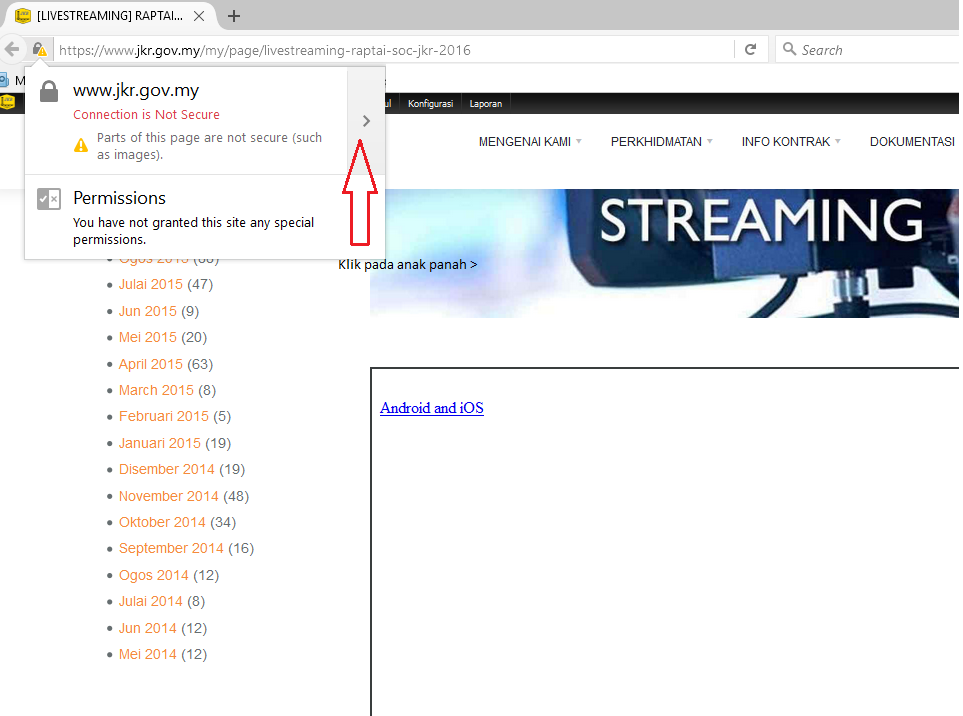 [LIVESTREAMING] RAPTAI...
https://www.jkr.gov.my/my/page/livestreaming-raptai-soc-jkr-2016
Search
M
Konfigurasi
Laporan
www.jkr.gov.my
Connection is Not Secure
Parts of this page are not secure (such
as images).
Permissions
You have not granted this site any special
permissions.
MENGENAI KAMI
PERKHIDMATAN
INFO KONTRAK
DOKUMENTASI
STREAMING
Klik pada anak panah >
Ogos 2015
Julai 2015 (47)
Jun 2015 (9)
Mei 2015 (20)
April 2015 (63)
March 2015 (8)
Februari 2015 (5)
Januari 2015 (19)
Disember 2014 (19)
November 2014 (48)
Oktober 2014 (34)
September 2014 (16)
Ogos 2014 (12)
Julai 2014 (8)
Jun 2014 (12)
Mei 2014 (12)
Android and iOS